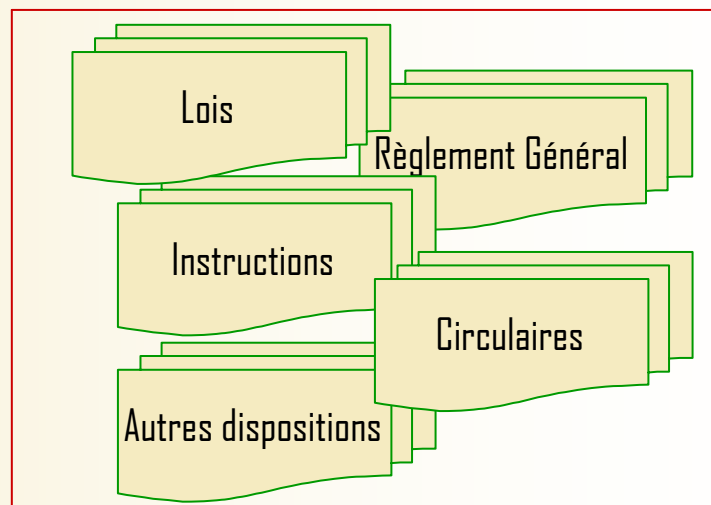 Lois
Règlement Général
Instructions
Circulaires
Autres dispositions